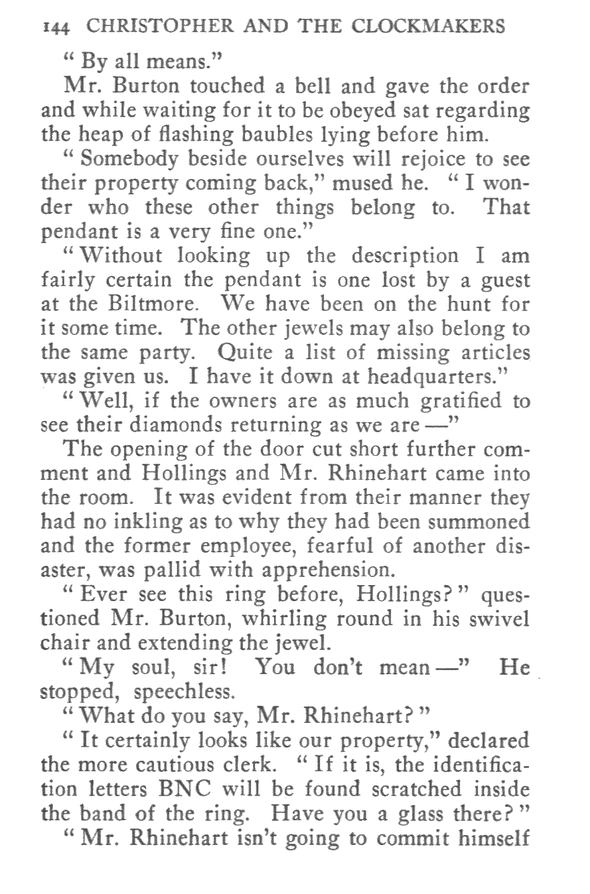 144 CHRISTOPHER AND THE CLOCKMAKERS
“ By all means.”
Mr. Burton touched a bell and gave the order
and while waiting for it to be obeyed sat regarding
the heap of flashing baubles lying before him.
“ Somebody beside ourselves will rejoice to see
their property coming back,” mused he. “ I won-
der who these other things belong to. That
pendant is a very fine one.”
“ Without looking up the description I am
fairly certain the pendant is one lost by a guest
at the Biltmore. We have been on the hunt for
it some time. The other jewels may also belong to
the same party. Quite a list of missing articles
was given us. I have it down at headquarters.”
“ Well, if the owners are as much gratified to
see their diamonds returning as we are —”
The opening of the door cut short further com-
ment and Hollings and Mr. Rhinehart came into
the room. It was evident from their manner they
had no inkling as to why they had been summoned
and the former employee, fearful of another dis-
aster, was pallid with apprehension.
“ Ever see this ring before, Hollings? ” ques-
tioned Mr. Burton, whirling round in his swivel
chair and extending the jewel.
“ My soul, sir! You don’t mean —” He
stopped, speechless.
“ What do you say, Mr. Rhinehart? ”
“ It certainly looks like our property,” declared
the more cautious clerk. “ If it is, the identifica-
tion letters BNC will be found scratched inside
the band of the ring. Have you a glass there? ”
“ Mr. Rhinehart isn’t going to commit himself